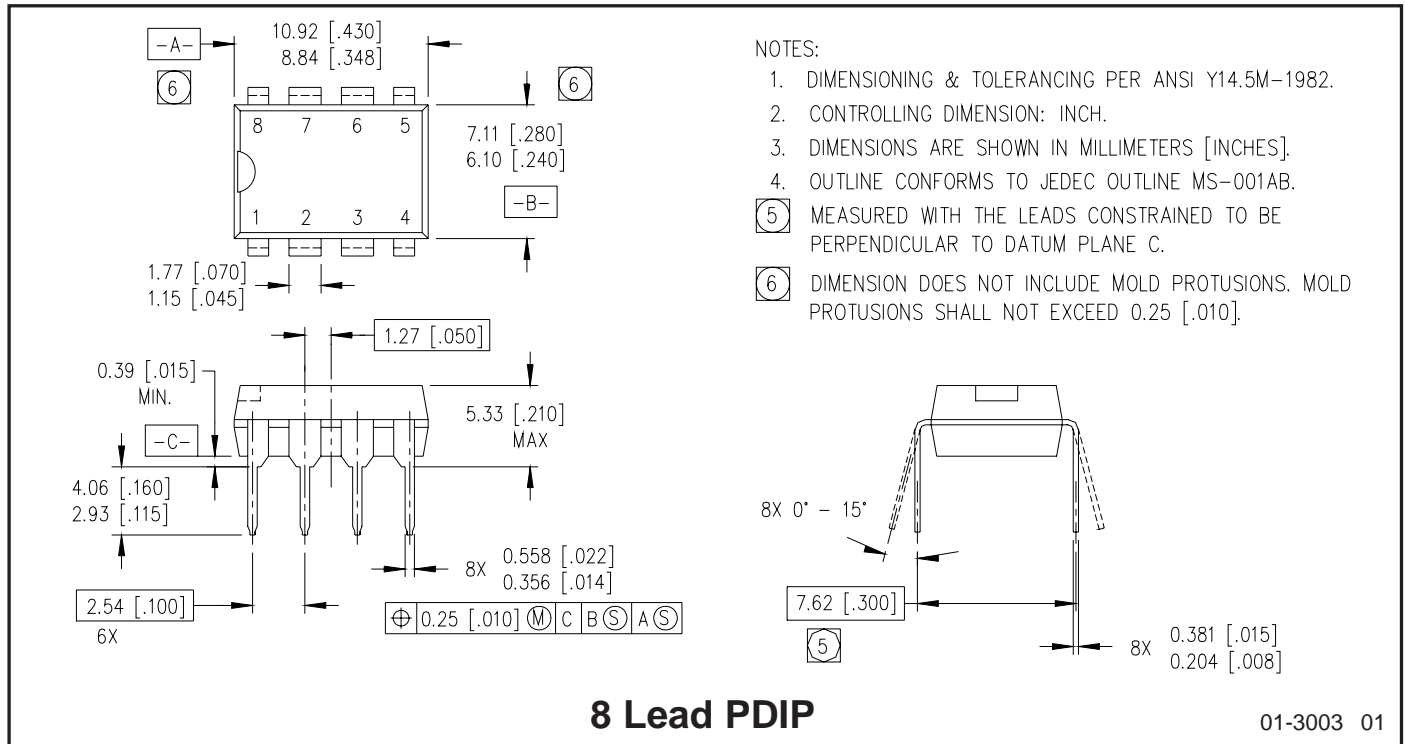 -A-
10.92 [.430]
8.84 [.348]
6
6
8 7 6 5
7.11 [.280]
6.10 [.240]
-B-
1 2 3 4
1.77 [.070]
1.15 [.045]
1.27 [.050]
0.39 [.015]
MIN.
5.33 [.210]
MAX
-C-
4.06 [.160]
2.93 [.115]
8X 0.558 [.022]
0.356 [.014]
2.54 [.100]
6X
⌖ 0.25 [.010] Ⓜ C B Ⓢ A Ⓢ
NOTES:
1. DIMENSIONING & TOLERANCING PER ANSI Y14.5M-1982.
2. CONTROLLING DIMENSION: INCH.
3. DIMENSIONS ARE SHOWN IN MILLIMETERS [INCHES].
4. OUTLINE CONFORMS TO JEDEC OUTLINE MS-001AB.
5 MEASURED WITH THE LEADS CONSTRAINED TO BE
PERPENDICULAR TO DATUM PLANE C.
6 DIMENSION DOES NOT INCLUDE MOLD PROTUSIONS. MOLD
PROTUSIONS SHALL NOT EXCEED 0.25 [.010].
8X 0° - 15°
7.62 [.300]
5
8X 0.381 [.015]
0.204 [.008]
8 Lead PDIP
01-3003 01